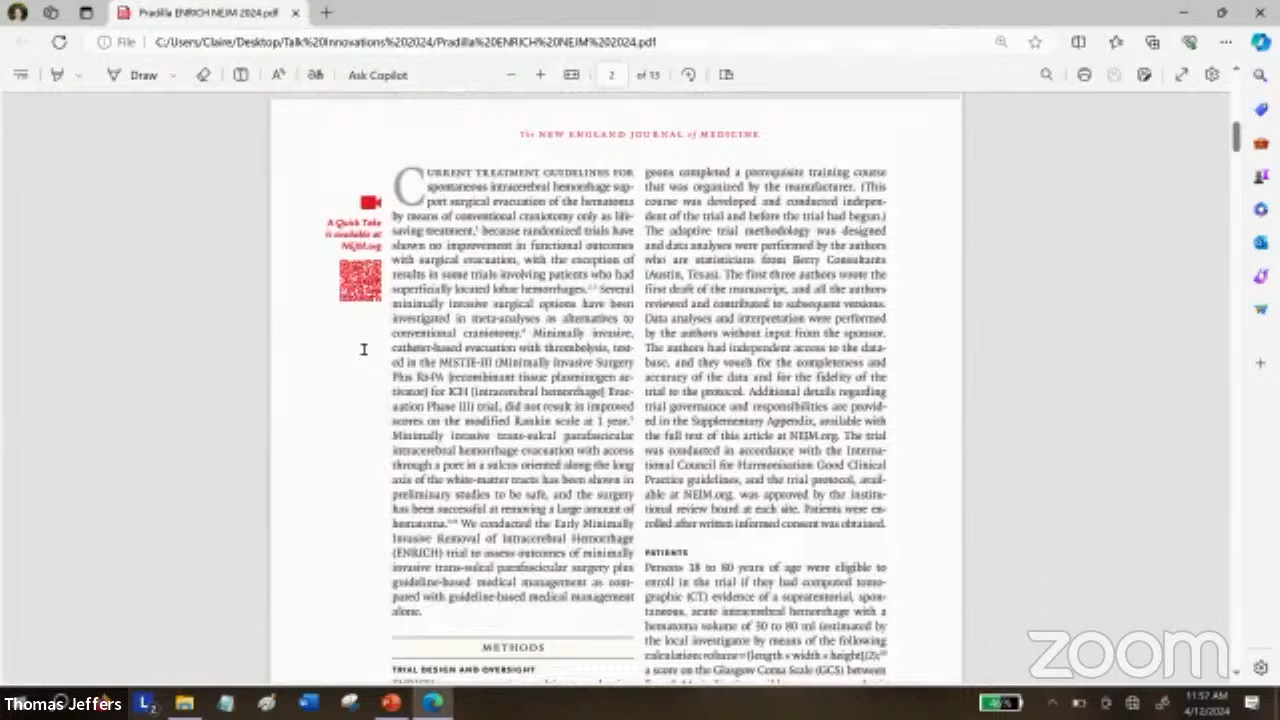 Pradilla ENRICH NEJM 2024.pdf
File
C:/Users/Claire/Desktop/Talk%20Innovations%202024/Pradilla%20ENRICH%20NEJM%202024.pdf
Draw
Ask Copilot
2 of 13
The NEW ENGLAND JOURNAL of MEDICINE
A Quick Take
is available at
NEJM.org
CURRENT TREATMENT GUIDELINES FOR
spontaneous intracerebral hemorrhage sup-
port surgical evacuation of the hematoma
by means of conventional craniotomy only as life-
saving treatment, because randomized trials have
shown no improvement in functional outcomes
with surgical evacuation, with the exception of
results in some trials involving patients who had
superficially located lobar hemorrhages. Several
minimally invasive surgical options have been
investigated in meta-analyses as alternatives to
conventional craniotomy. Minimally invasive,
catheter-based evacuation with thrombolysis, test-
ed in the MISTIE-III (Minimally Invasive Surgery
Plus Rt-PA [recombinant tissue plasminogen ac-
tivator] for ICH [intracerebral hemorrhage] Evac-
uation Phase III) trial, did not result in improved
scores on the modified Rankin scale at 1 year.
Minimally invasive trans-sulcal parafascicular
intracerebral hemorrhage evacuation with access
through a port in a sulcus oriented along the long
axis of the white-matter tracts has been shown in
preliminary studies to be safe, and the surgery
has been successful at removing a large amount of
hematoma. We conducted the Early Minimally
Invasive Removal of Intracerebral Hemorrhage
(ENRICH) trial to assess outcomes of minimally
invasive trans-sulcal parafascicular surgery plus
guideline-based medical management as com-
pared with guideline-based medical management
alone.
METHODS
TRIAL DESIGN AND OVERSIGHT
geons completed a prerequisite training course
that was organized by the manufacturer. (This
course was developed and conducted indepen-
dent of the trial and before the trial had begun.)
The adaptive trial methodology was designed
and data analyses were performed by the authors
who are statisticians from Berry Consultants
(Austin, Texas). The first three authors wrote the
first draft of the manuscript, and all the authors
reviewed and contributed to subsequent versions.
Data analyses and interpretation were performed
by the authors without input from the sponsor.
The authors had independent access to the data-
base, and they vouch for the completeness and
accuracy of the data and for the fidelity of the
trial to the protocol. Additional details regarding
trial governance and responsibilities are provid-
ed in the Supplementary Appendix, available with
the full text of this article at NEJM.org. The trial
was conducted in accordance with the Interna-
tional Council for Harmonisation Good Clinical
Practice guidelines, and the trial protocol, avail-
able at NEJM.org, was approved by the institu-
tional review board at each site. Patients were en-
rolled after written informed consent was obtained.
PATIENTS
Persons 18 to 80 years of age were eligible to
enroll in the trial if they had computed tomo-
graphic (CT) evidence of a supratentorial, spon-
taneous, acute intracerebral hemorrhage with a
hematoma volume of 30 to 80 ml (estimated by
the local investigator by means of the following
calculation: volume=[length × width × height]/2);
a score on the Glasgow Coma Scale (GCS) between
zoom
Thomas Jeffers
46%
11:57 AM
4/12/2024